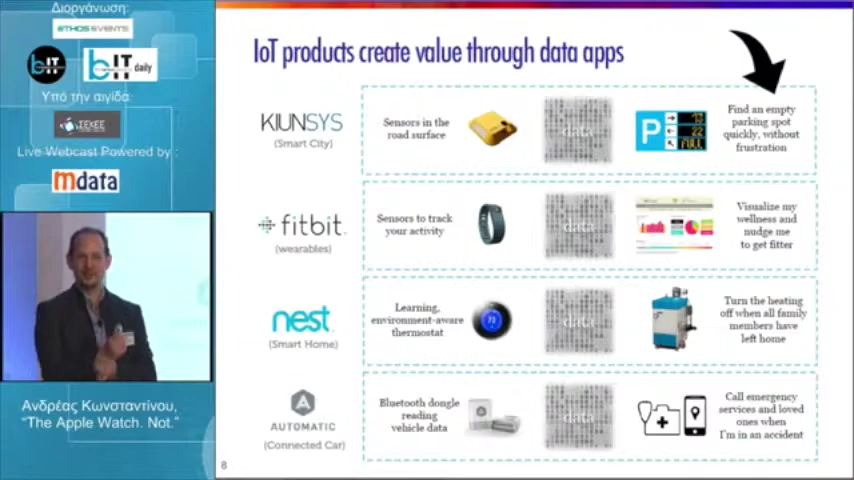 Διοργάνωση:
ETHOS EVENTS
bIT
bIT daily
Υπό την αιγίδα:
ΣΕΚΕΕ
Live Webcast Powered by :
mdata
Ανδρέας Κωνσταντίνου,
“The Apple Watch. Not.”
IoT products create value through data apps
KIUNSYS
(Smart City)
Sensors in the
road surface
data
P
22
FULL
Find an empty
parking spot
quickly, without
frustration
fitbit.
(wearables)
Sensors to track
your activity
data
Visualize my
wellness and
nudge me
to get fitter
nest
(Smart Home)
Learning,
environment-aware
thermostat
data
Turn the heating
off when all family
members have
left home
AUTOMATIC
(Connected Car)
Bluetooth dongle
reading
vehicle data
data
Call emergency
services and loved
ones when
I'm in an accident
8